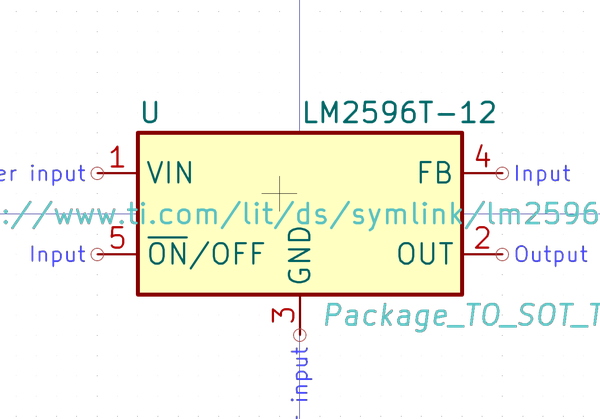 U LM2596T-12
1 4
er input VIN FB Input
://www.ti.com/lit/ds/symlink/lm2596
5 2
Input ON/OFF GND OUT Output
3 Package_TO_SOT_T
input